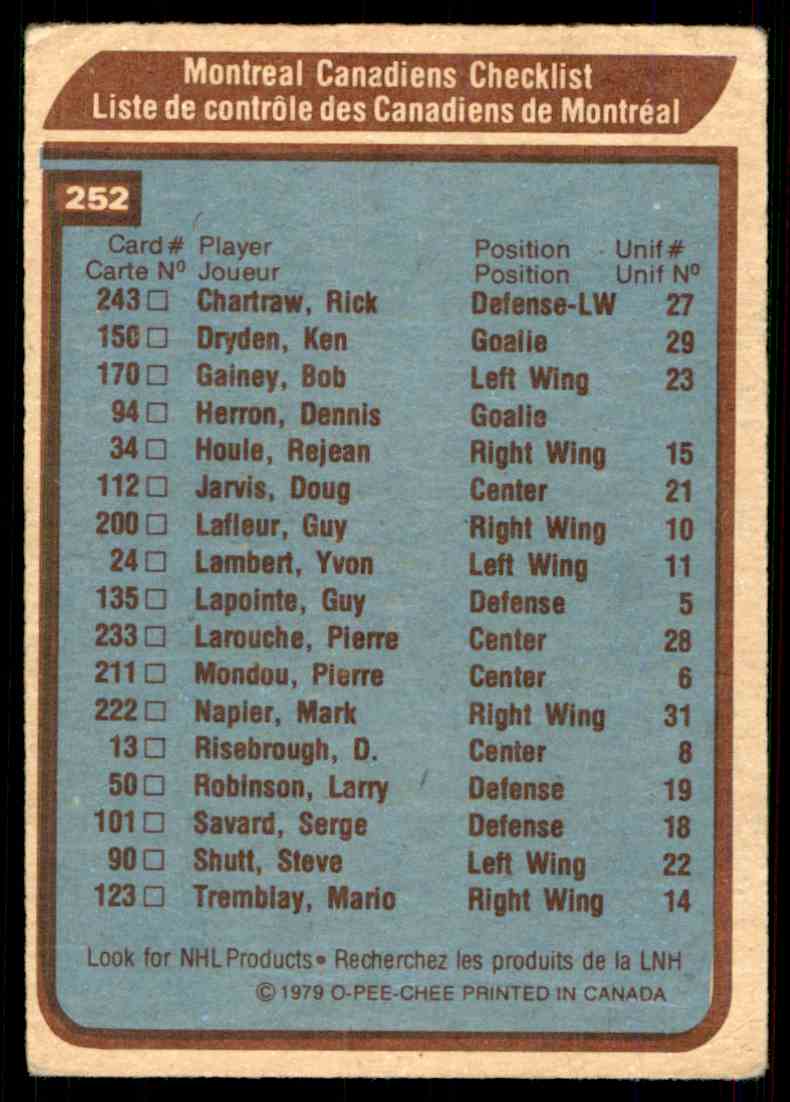 Montreal Canadiens Checklist
Liste de contrôle des Canadiens de Montréal
252
Card # Player Position Unif #
Carte Nº Joueur Position Unif Nº
243 □ Chartraw, Rick Defense-LW 27
150 □ Dryden, Ken Goalie 29
170 □ Gainey, Bob Left Wing 23
94 □ Herron, Dennis Goalie
34 □ Houle, Rejean Right Wing 15
112 □ Jarvis, Doug Center 21
200 □ Lafleur, Guy Right Wing 10
24 □ Lambert, Yvon Left Wing 11
135 □ Lapointe, Guy Defense 5
233 □ Larouche, Pierre Center 28
211 □ Mondou, Pierre Center 6
222 □ Napier, Mark Right Wing 31
13 □ Risebrough, D. Center 8
50 □ Robinson, Larry Defense 19
101 □ Savard, Serge Defense 18
90 □ Shutt, Steve Left Wing 22
123 □ Tremblay, Mario Right Wing 14
Look for NHL Products • Recherchez les produits de la LNH
© 1979 O-PEE-CHEE PRINTED IN CANADA